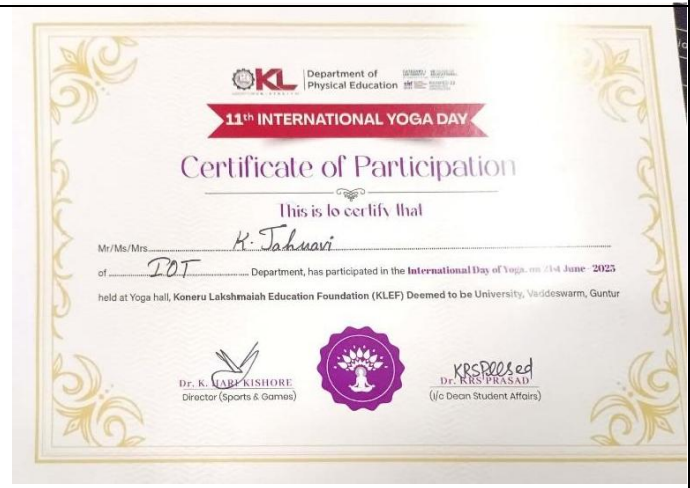 KL
Department of
Physical Education
11th INTERNATIONAL YOGA DAY
Certificate of Participation
This is to certify that
Mr/Ms/Mrs K. Jahnavi
of IOT Department, has participated in the International Day of Yoga, on 21st June - 2025
held at Yoga hall, Koneru Lakshmaiah Education Foundation (KLEF) Deemed to be University, Vaddeswarm, Guntur
Dr. K. HARI KISHORE
Director (Sports & Games)
KRSPrasad
Dr. KRS PRASAD
(I/c Dean Student Affairs)